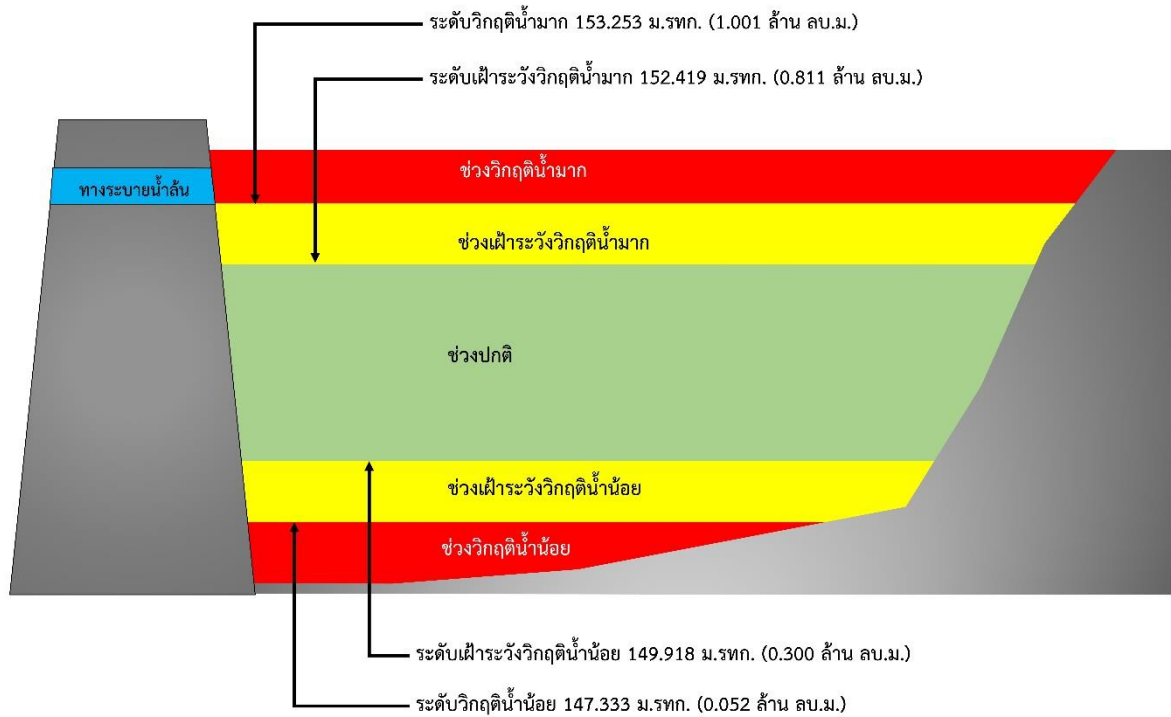 ระดับวิกฤติน้ำมาก 153.253 ม.รทก. (1.001 ล้าน ลบ.ม.)
ระดับเฝ้าระวังวิกฤติน้ำมาก 152.419 ม.รทก. (0.811 ล้าน ลบ.ม.)
ช่วงวิกฤติน้ำมาก
ทางระบายน้ำล้น
ช่วงเฝ้าระวังวิกฤติน้ำมาก
ช่วงปกติ
ช่วงเฝ้าระวังวิกฤติน้ำน้อย
ช่วงวิกฤติน้ำน้อย
ระดับเฝ้าระวังวิกฤติน้ำน้อย 149.918 ม.รทก. (0.300 ล้าน ลบ.ม.)
ระดับวิกฤติน้ำน้อย 147.333 ม.รทก. (0.052 ล้าน ลบ.ม.)